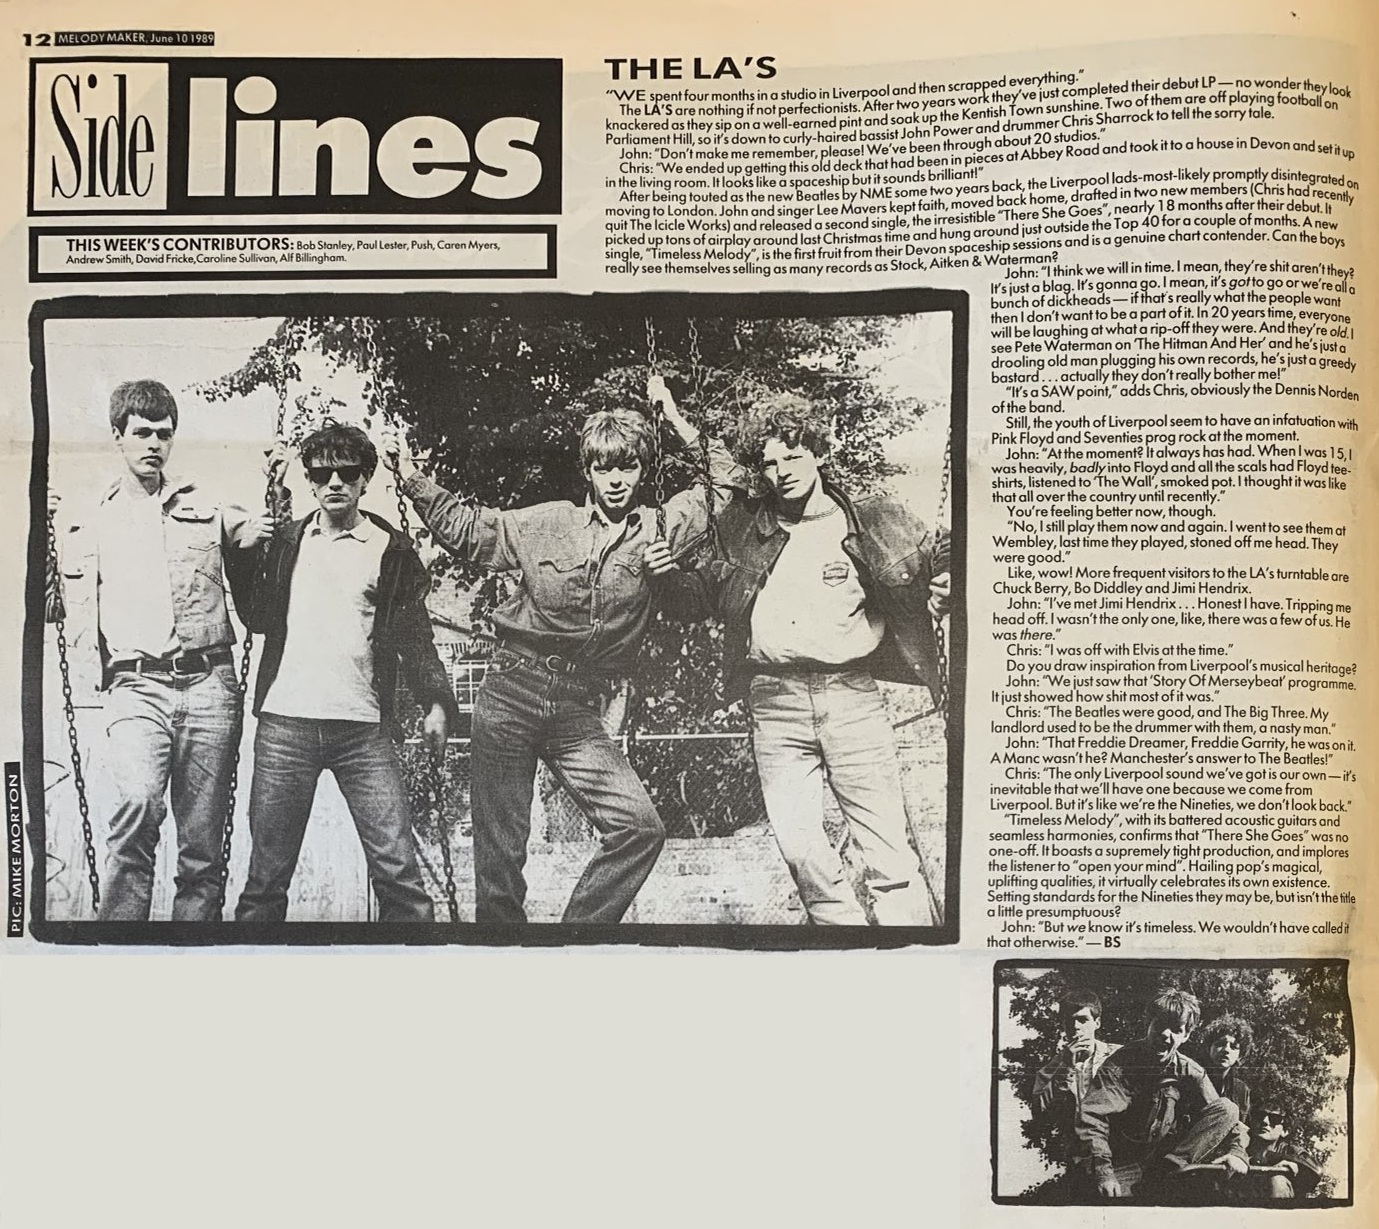 12 MELODY MAKER, June 10 1989
Side lines
THIS WEEK'S CONTRIBUTORS: Bob Stanley, Paul Lester, Push, Caren Myers,
Andrew Smith, David Fricke, Caroline Sullivan, Alf Billingham.
THE LA'S
"WE spent four months in a studio in Liverpool and then scrapped everything."
The LA'S are nothing if not perfectionists. After two years work they've just completed their debut LP — no wonder they look
knackered as they sip on a well-earned pint and soak up the Kentish Town sunshine. Two of them are off playing football on
Parliament Hill, so it's down to curly-haired bassist John Power and drummer Chris Sharrock to tell the sorry tale.
John: "Don't make me remember, please! We've been through about 20 studios."
Chris: "We ended up getting this old deck that had been in pieces at Abbey Road and took it to a house in Devon and set it up
in the living room. It looks like a spaceship but it sounds brilliant!"
After being touted as the new Beatles by NME some two years back, the Liverpool lads-most-likely promptly disintegrated on
moving to London. John and singer Lee Mavers kept faith, moved back home, drafted in two new members (Chris had recently
quit The Icicle Works) and released a second single, the irresistible "There She Goes", nearly 18 months after their debut. It
picked up tons of airplay around last Christmas time and hung around just outside the Top 40 for a couple of months. A new
single, "Timeless Melody", is the first fruit from their Devon spaceship sessions and is a genuine chart contender. Can the boys
really see themselves selling as many records as Stock, Aitken & Waterman?
John: "I think we will in time. I mean, they're shit aren't they?
It's just a blag. It's gonna go. I mean, it's got to go or we're all a
bunch of dickheads — if that's really what the people want
then I don't want to be a part of it. In 20 years time, everyone
will be laughing at what a rip-off they were. And they're old. I
see Pete Waterman on 'The Hitman And Her' and he's just a
drooling old man plugging his own records, he's just a greedy
bastard . . . actually they don't really bother me!"
"It's a SAW point," adds Chris, obviously the Dennis Norden
of the band.
Still, the youth of Liverpool seem to have an infatuation with
Pink Floyd and Seventies prog rock at the moment.
John: "At the moment? It always has had. When I was 15, I
was heavily, badly into Floyd and all the scals had Floyd tee-
shirts, listened to 'The Wall', smoked pot. I thought it was like
that all over the country until recently."
You're feeling better now, though.
"No, I still play them now and again. I went to see them at
Wembley, last time they played, stoned off me head. They
were good."
Like, wow! More frequent visitors to the LA's turntable are
Chuck Berry, Bo Diddley and Jimi Hendrix.
John: "I've met Jimi Hendrix . . . Honest I have. Tripping me
head off. I wasn't the only one, like, there was a few of us. He
was there."
Chris: "I was off with Elvis at the time."
Do you draw inspiration from Liverpool's musical heritage?
John: "We just saw that 'Story Of Merseybeat' programme.
It just showed how shit most of it was."
Chris: "The Beatles were good, and The Big Three. My
landlord used to be the drummer with them, a nasty man."
John: "That Freddie Dreamer, Freddie Garrity, he was on it.
A Manc wasn't he? Manchester's answer to The Beatles!"
Chris: "The only Liverpool sound we've got is our own — it's
inevitable that we'll have one because we come from
Liverpool. But it's like we're the Nineties, we don't look back."
"Timeless Melody", with its battered acoustic guitars and
seamless harmonies, confirms that "There She Goes" was no
one-off. It boasts a supremely tight production, and implores
the listener to "open your mind". Hailing pop's magical,
uplifting qualities, it virtually celebrates its own existence.
Setting standards for the Nineties they may be, but isn't the title
a little presumptuous?
John: "But we know it's timeless. We wouldn't have called it
that otherwise." — BS
PIC: MIKE MORTON